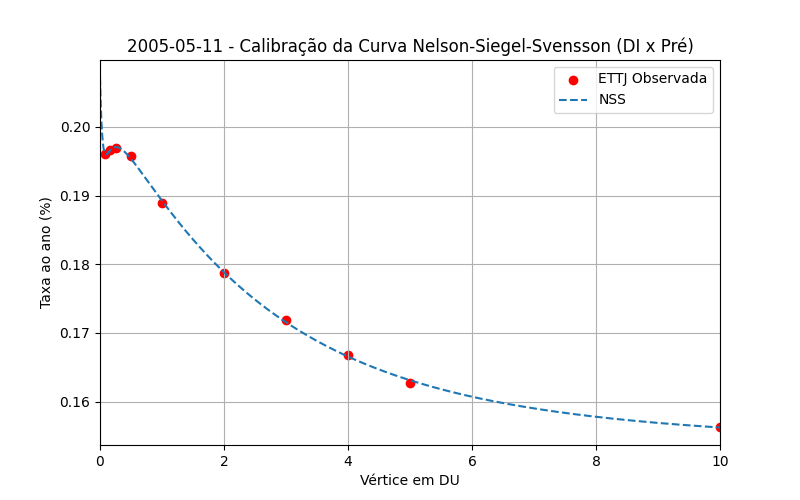 2005-05-11 - Calibração da Curva Nelson-Siegel-Svensson (DI x Pré)
ETTJ Observada
NSS
Taxa ao ano (%)
0.20
0.19
0.18
0.17
0.16
0 2 4 6 8 10
Vértice em DU